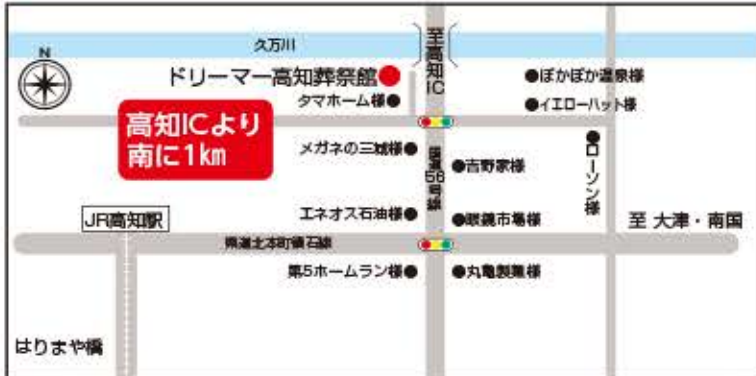 久万川
至高知IC
N
ドリーマー高知葬祭館
ぽかぽか温泉様
タマホーム様
イエローハット様
高知ICより
南に1km
メガネの三城様
国道56号線
吉野家様
ローソン様
JR高知駅
エネオス石油様
眼鏡市場様
至 大津・南国
県道北本町領石線
第5ホームラン様
丸亀製麺様
はりまや橋